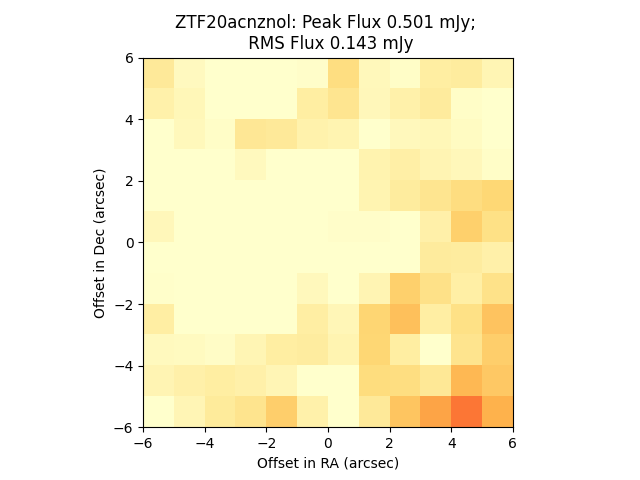 ZTF20acnznol: Peak Flux 0.501 mJy;
RMS Flux 0.143 mJy
6
4
2
0
−2
−4
−6
Offset in Dec (arcsec)
−6 −4 −2 0 2 4 6
Offset in RA (arcsec)